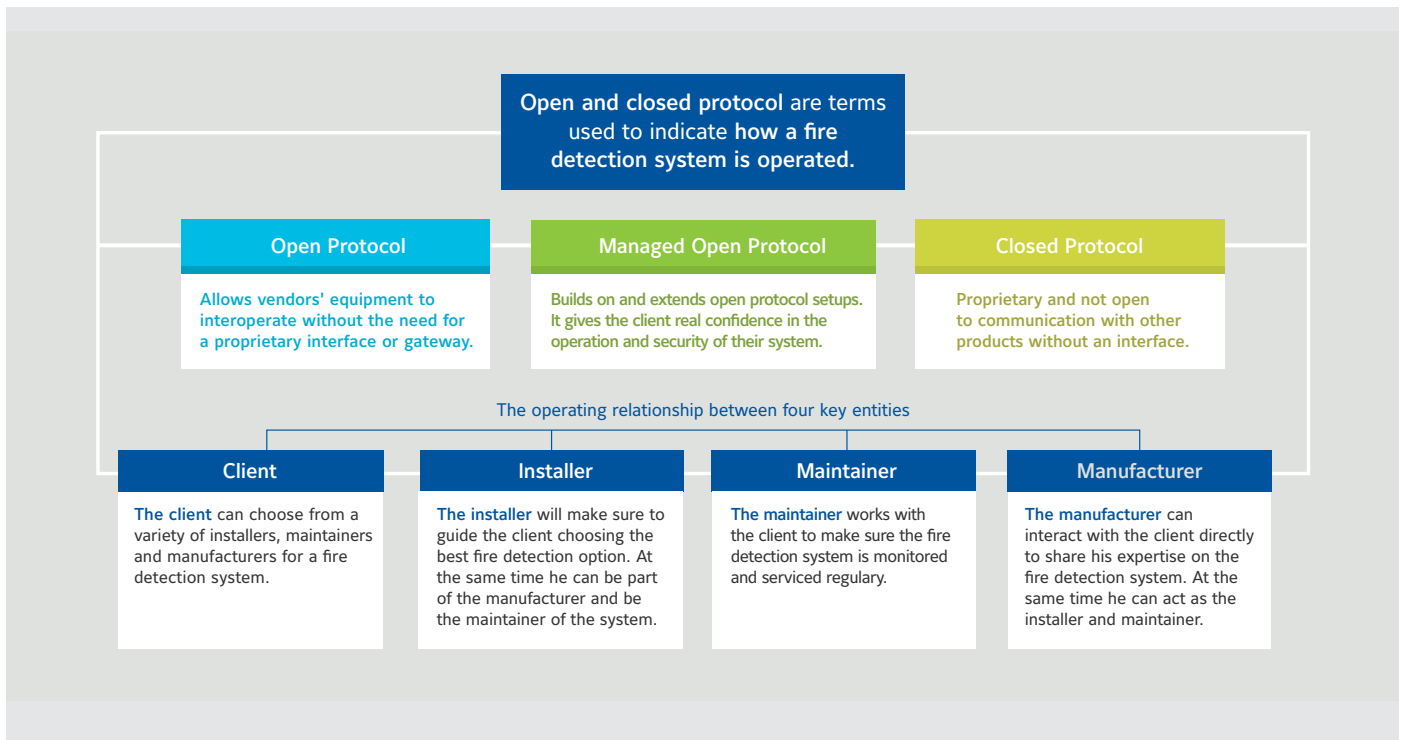 Open and closed protocol are terms
used to indicate how a fire
detection system is operated.
Open Protocol
Allows vendors' equipment to
interoperate without the need for
a proprietary interface or gateway.
Managed Open Protocol
Builds on and extends open protocol setups.
It gives the client real confidence in the
operation and security of their system.
Closed Protocol
Proprietary and not open
to communication with other
products without an interface.
The operating relationship between four key entities
Client
The client can choose from a
variety of installers, maintainers
and manufacturers for a fire
detection system.
Installer
The installer will make sure to
guide the client choosing the
best fire detection option. At
the same time he can be part
of the manufacturer and be
the maintainer of the system.
Maintainer
The maintainer works with
the client to make sure the fire
detection system is monitored
and serviced regulary.
Manufacturer
The manufacturer can
interact with the client directly
to share his expertise on the
fire detection system. At the
same time he can act as the
installer and maintainer.